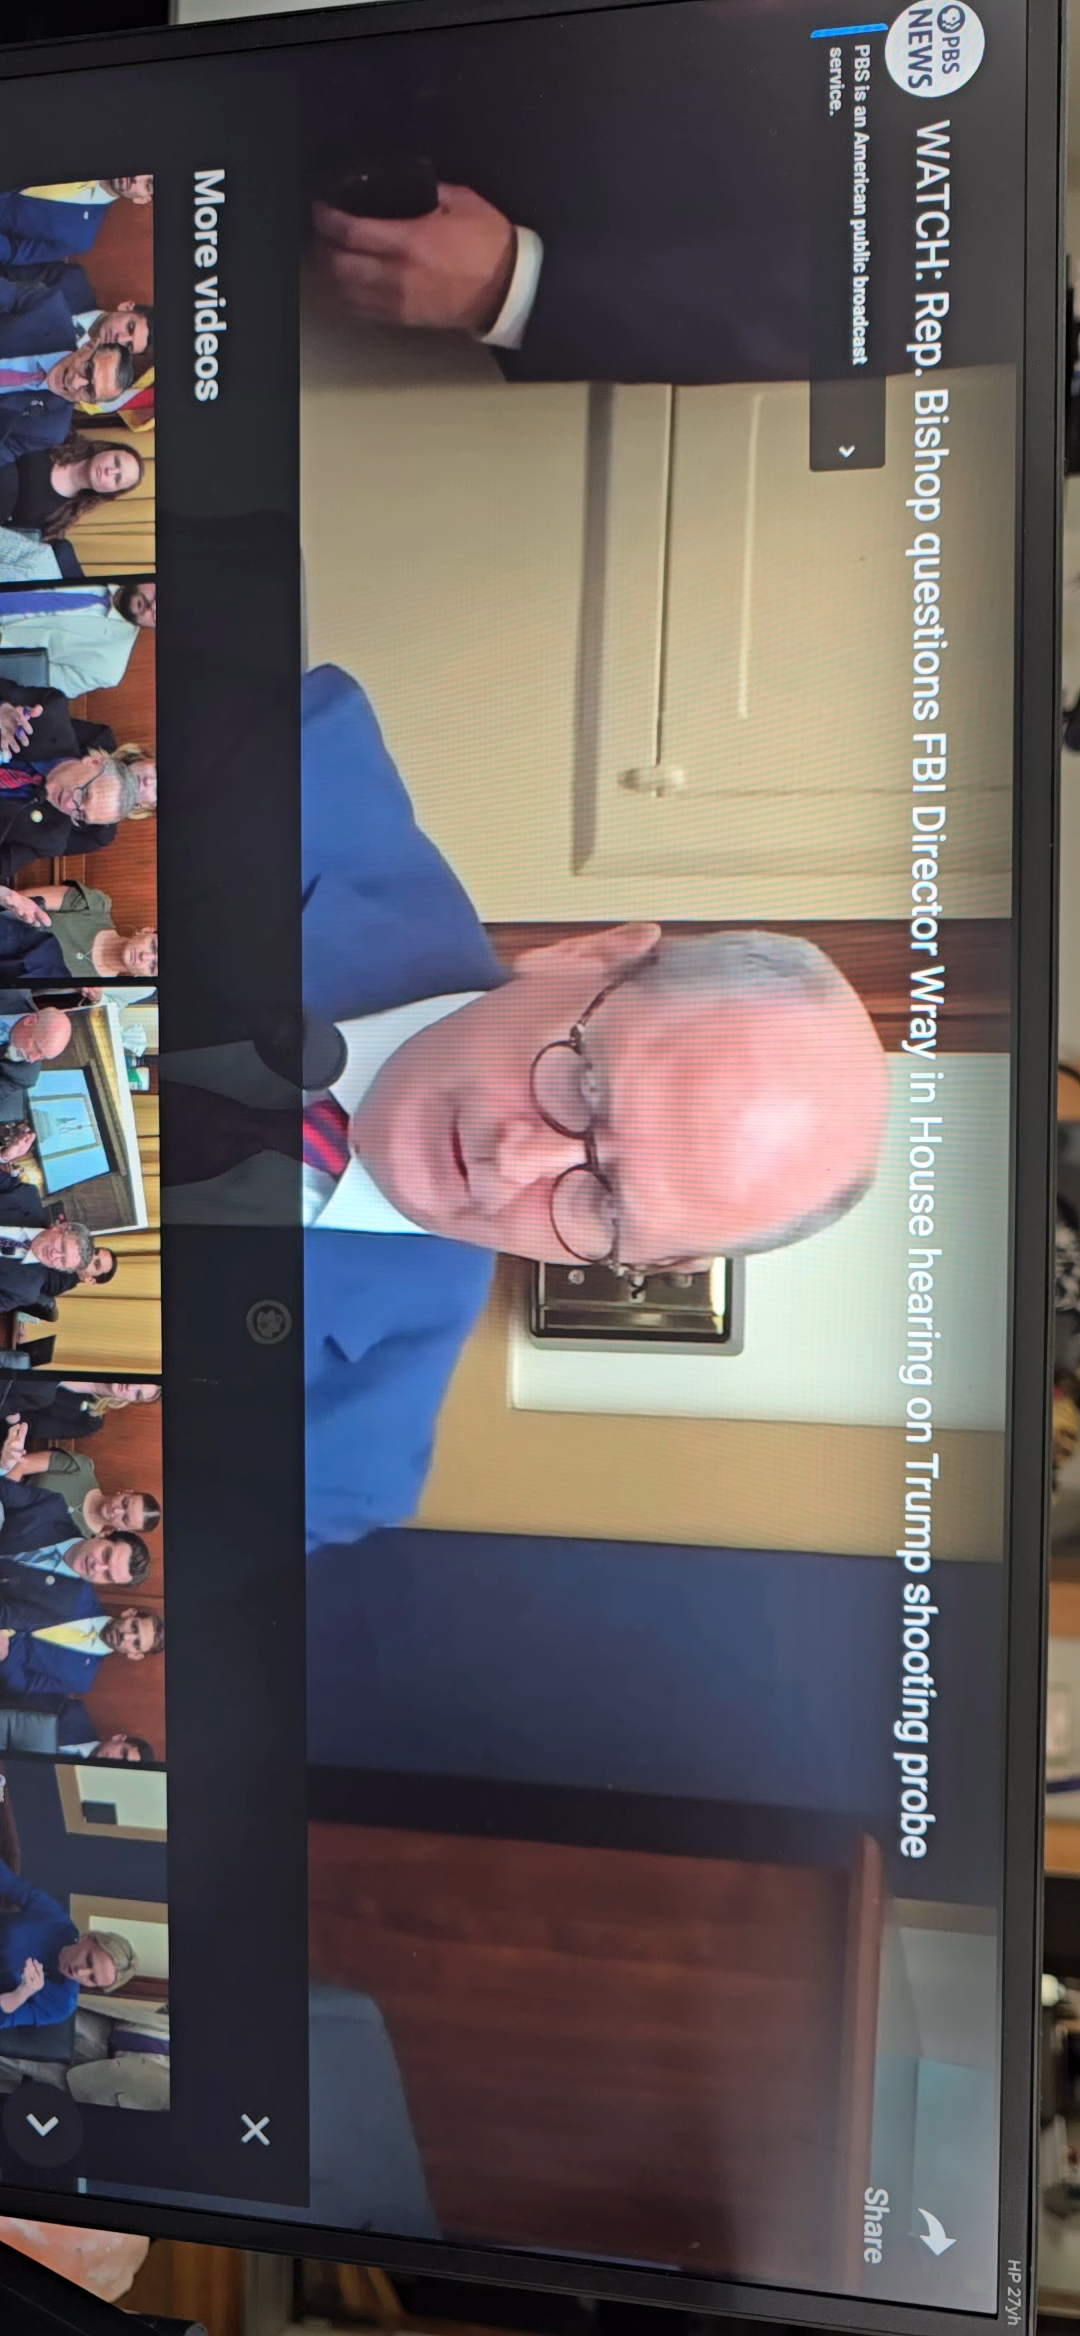 PBS
NEWS
WATCH: Rep. Bishop questions FBI Director Wray in House hearing on Trump shooting probe
PBS is an American public broadcast
service.
Share
More videos
HP 27yh